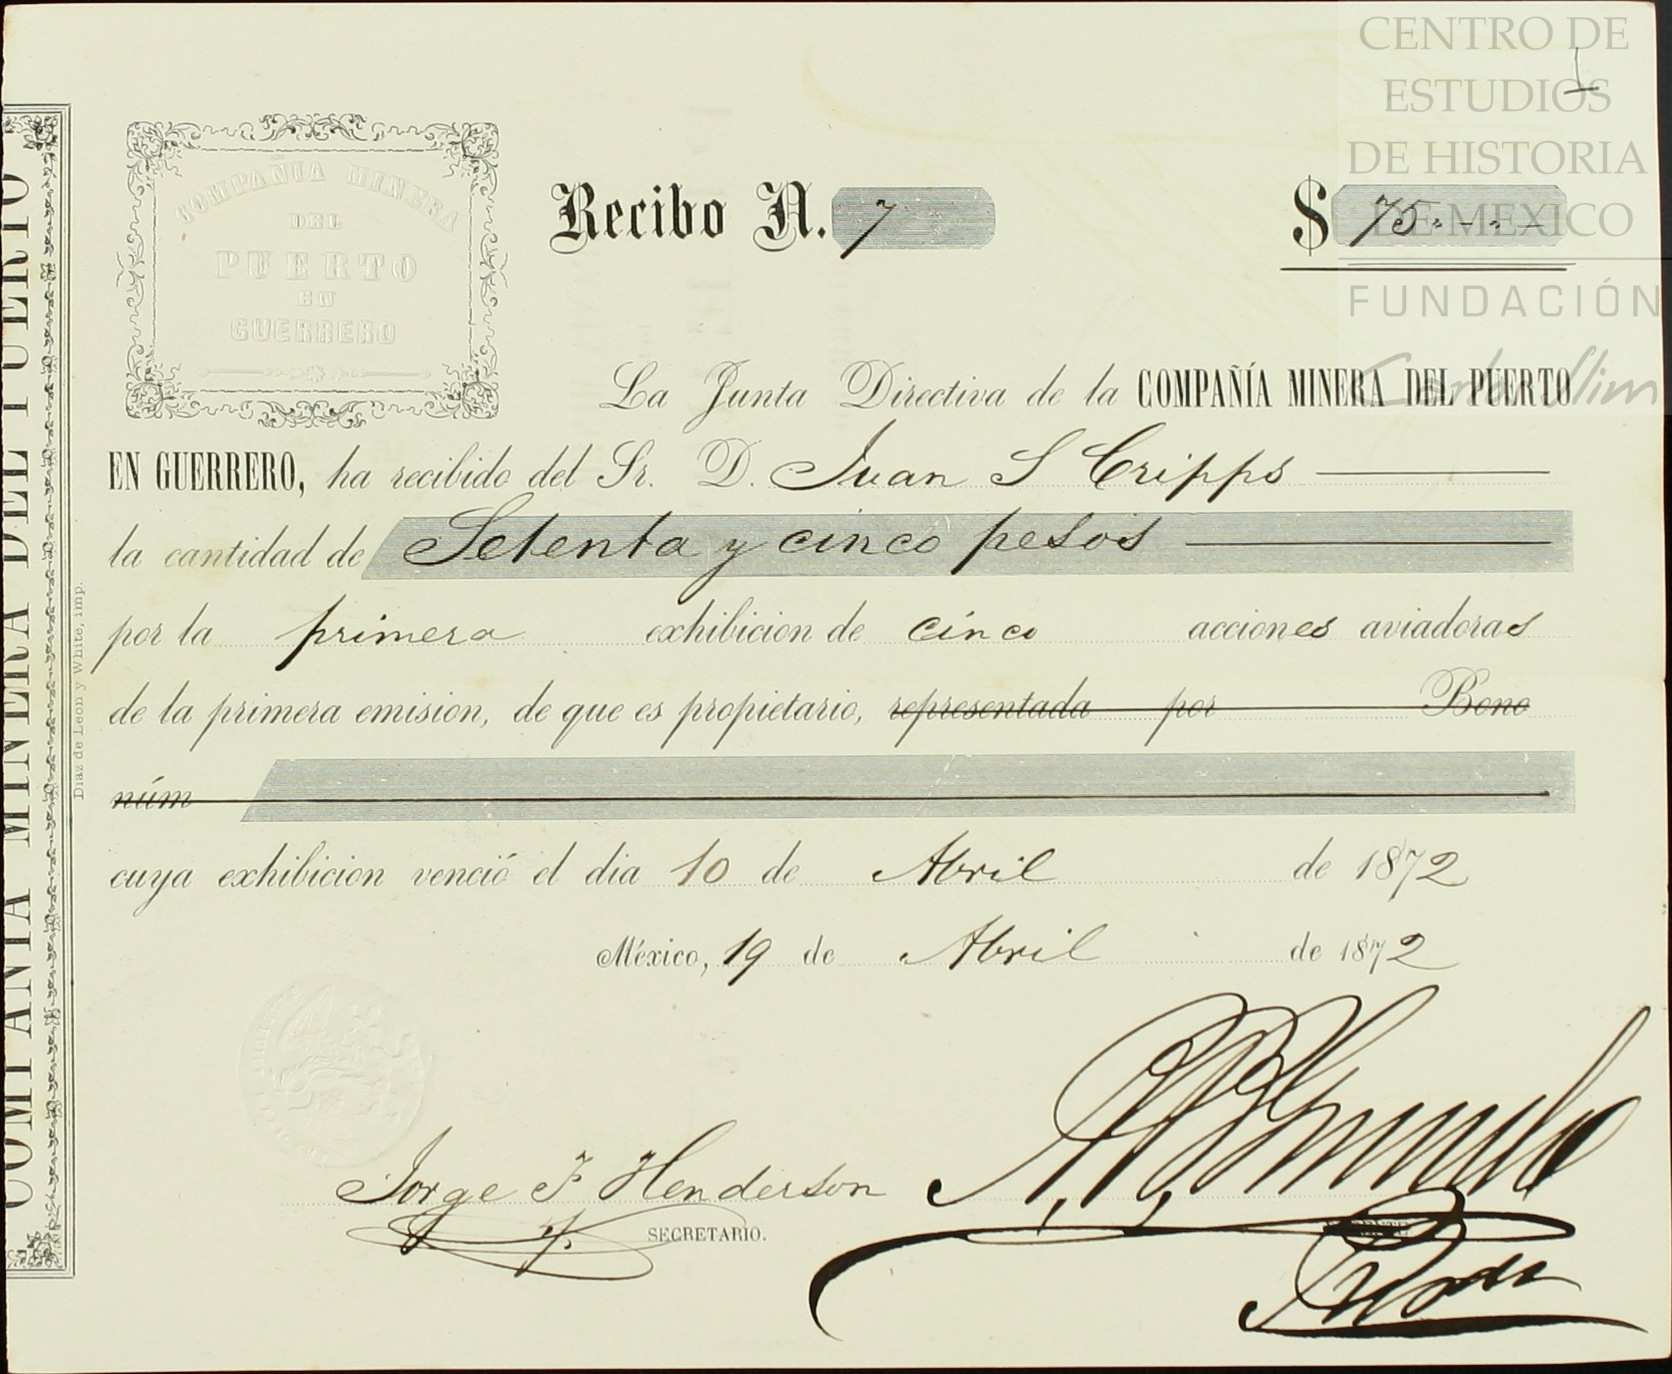 CENTRO DE
ESTUDIOS
DE HISTORIA
DE MEXICO
FUNDACIÓN
Carlos Slim
COMPAÑIA MINERA DEL PUERTO
Diaz de Leon y White, imp.
COMPAÑIA MINERA
DEL
PUERTO
EN
GUERRERO
Recibo N. 7
$ 75
La Junta Directiva de la COMPAÑÍA MINERA DEL PUERTO
EN GUERRERO, ha recibido del Sr. D. Juan S Cripps
la cantidad de Setenta y cinco pesos
por la primera exhibicion de cinco acciones aviadoras
de la primera emision, de que es propietario, representada por Bono
núm
cuya exhibicion venció el dia 10 de Abril de 1872
México, 19 de Abril de 1872
Jorge F Henderson
SECRETARIO.